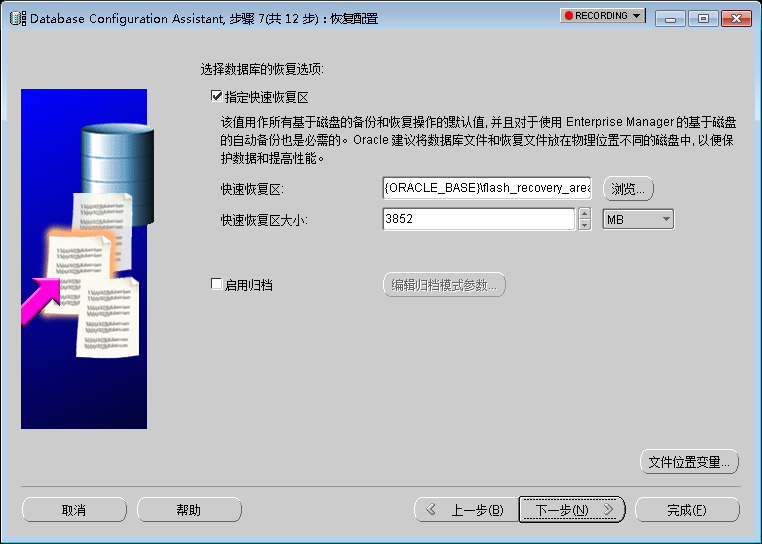 Database Configuration Assistant, 步骤 7(共 12 步) : 恢复配置
RECORDING
选择数据库的恢复选项:
指定快速恢复区
该值用作所有基于磁盘的备份和恢复操作的默认值, 并且对于使用 Enterprise Manager 的基于磁盘
的自动备份也是必需的。Oracle 建议将数据库文件和恢复文件放在物理位置不同的磁盘中, 以便保
护数据和提高性能。
快速恢复区: {ORACLE_BASE}\flash_recovery_area 浏览...
快速恢复区大小: 3852 MB
启用归档 编辑归档模式参数...
文件位置变量...
取消 帮助 上一步(B) 下一步(N) 完成(F)